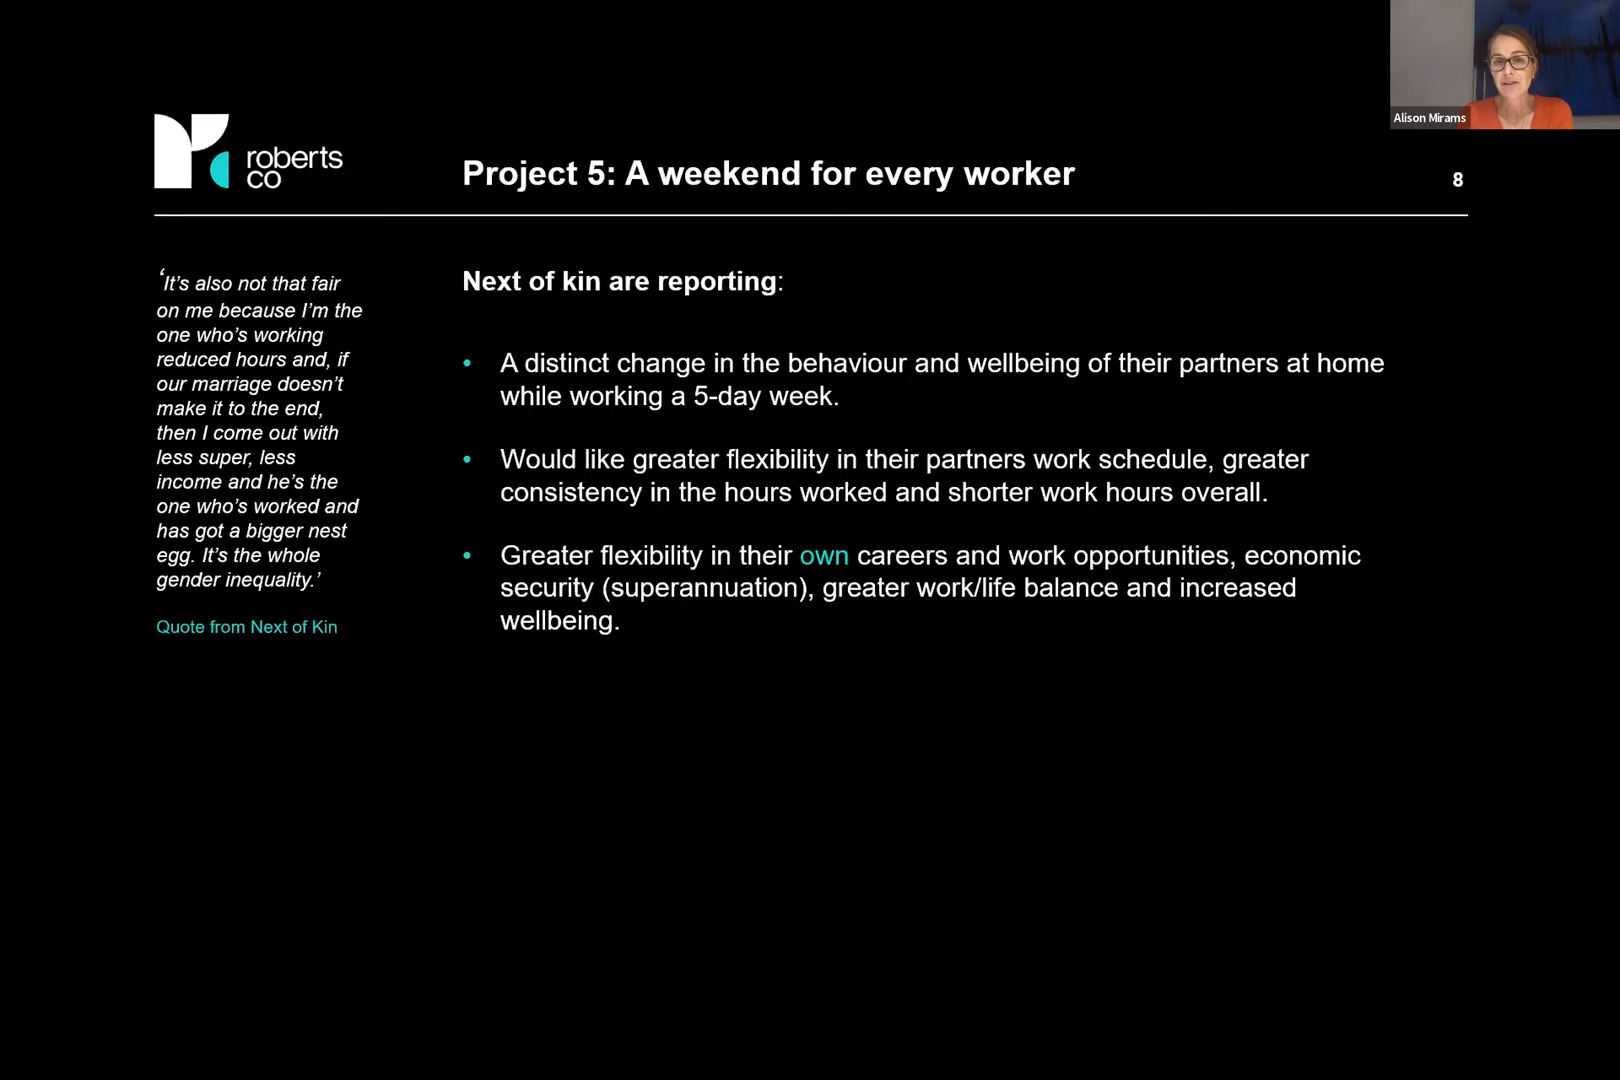 Alison Mirams
roberts
co
Project 5: A weekend for every worker
8
‘It’s also not that fair
on me because I’m the
one who’s working
reduced hours and, if
our marriage doesn’t
make it to the end,
then I come out with
less super, less
income and he’s the
one who’s worked and
has got a bigger nest
egg. It’s the whole
gender inequality.’
Quote from Next of Kin
Next of kin are reporting:
• A distinct change in the behaviour and wellbeing of their partners at home
while working a 5-day week.
• Would like greater flexibility in their partners work schedule, greater
consistency in the hours worked and shorter work hours overall.
• Greater flexibility in their own careers and work opportunities, economic
security (superannuation), greater work/life balance and increased
wellbeing.